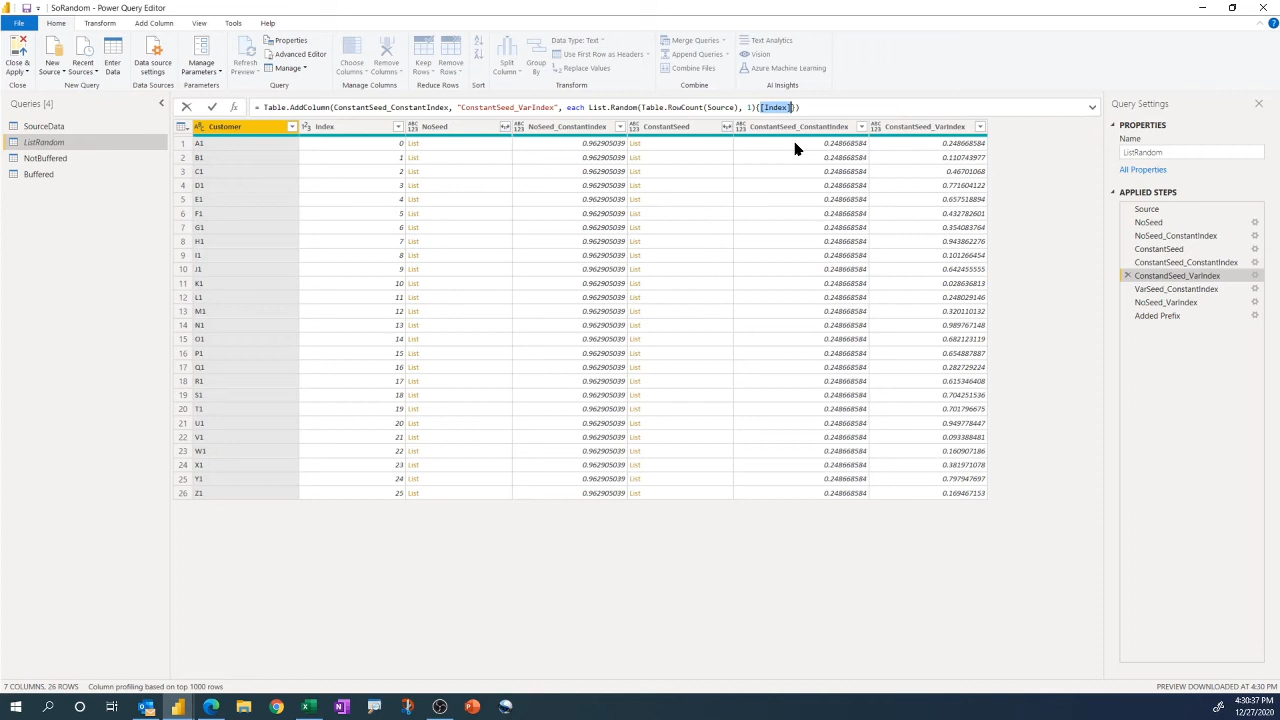 SoRandom - Power Query Editor
File Home Transform Add Column View Tools Help
Close & Apply
New Source
Recent Sources
Enter Data
Data source settings
Manage Parameters
Refresh Preview
Properties
Advanced Editor
Manage
Choose Columns
Remove Columns
Keep Rows
Remove Rows
Split Column
Group By
Data Type: Text
Use First Row as Headers
Replace Values
Merge Queries
Append Queries
Combine Files
Text Analytics
Vision
Azure Machine Learning
Close New Query Data Sources Parameters Query Manage Columns Reduce Rows Sort Transform Combine AI Insights
Queries [4]
SourceData
ListRandom
NotBuffered
Buffered
= Table.AddColumn(ConstantSeed_ConstantIndex, "ConstantSeed_VarIndex", each List.Random(Table.RowCount(Source), 1){[Index]})
Customer Index NoSeed NoSeed_ConstantIndex ConstantSeed ConstantSeed_ConstantIndex ConstantSeed_VarIndex
1 A1 0 List 0.962905039 List 0.248668584 0.248668584
2 B1 1 List 0.962905039 List 0.248668584 0.110743977
3 C1 2 List 0.962905039 List 0.248668584 0.46701068
4 D1 3 List 0.962905039 List 0.248668584 0.771604122
5 E1 4 List 0.962905039 List 0.248668584 0.657518894
6 F1 5 List 0.962905039 List 0.248668584 0.432782601
7 G1 6 List 0.962905039 List 0.248668584 0.354083764
8 H1 7 List 0.962905039 List 0.248668584 0.943862276
9 I1 8 List 0.962905039 List 0.248668584 0.101266454
10 J1 9 List 0.962905039 List 0.248668584 0.642455555
11 K1 10 List 0.962905039 List 0.248668584 0.028636813
12 L1 11 List 0.962905039 List 0.248668584 0.248029146
13 M1 12 List 0.962905039 List 0.248668584 0.320110132
14 N1 13 List 0.962905039 List 0.248668584 0.989767148
15 O1 14 List 0.962905039 List 0.248668584 0.682123119
16 P1 15 List 0.962905039 List 0.248668584 0.654887887
17 Q1 16 List 0.962905039 List 0.248668584 0.282729224
18 R1 17 List 0.962905039 List 0.248668584 0.615346408
19 S1 18 List 0.962905039 List 0.248668584 0.704251536
20 T1 19 List 0.962905039 List 0.248668584 0.701796675
21 U1 20 List 0.962905039 List 0.248668584 0.949778447
22 V1 21 List 0.962905039 List 0.248668584 0.093388481
23 W1 22 List 0.962905039 List 0.248668584 0.160907186
24 X1 23 List 0.962905039 List 0.248668584 0.381971078
25 Y1 24 List 0.962905039 List 0.248668584 0.797947697
26 Z1 25 List 0.962905039 List 0.248668584 0.169467153
Query Settings
PROPERTIES
Name
ListRandom
All Properties
APPLIED STEPS
Source
NoSeed
NoSeed_ConstantIndex
ConstantSeed
ConstantSeed_ConstantIndex
ConstandSeed_VarIndex
VarSeed_ConstantIndex
NoSeed_VarIndex
Added Prefix
7 COLUMNS, 26 ROWS Column profiling based on top 1000 rows
PREVIEW DOWNLOADED AT 4:30 PM
4:30:37 PM
12/27/2020